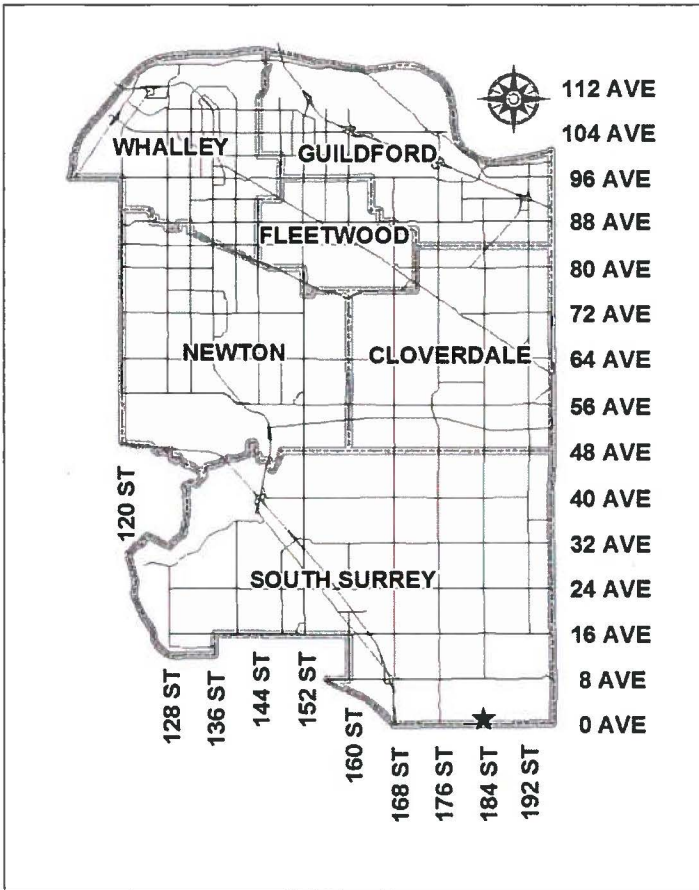 112 AVE
104 AVE
WHALLEY
GUILDFORD
96 AVE
88 AVE
FLEETWOOD
80 AVE
72 AVE
NEWTON
CLOVERDALE
64 AVE
56 AVE
48 AVE
120 ST
40 AVE
32 AVE
SOUTH SURREY
24 AVE
16 AVE
128 ST
136 ST
144 ST
152 ST
8 AVE
160 ST
0 AVE
168 ST
176 ST
184 ST
192 ST